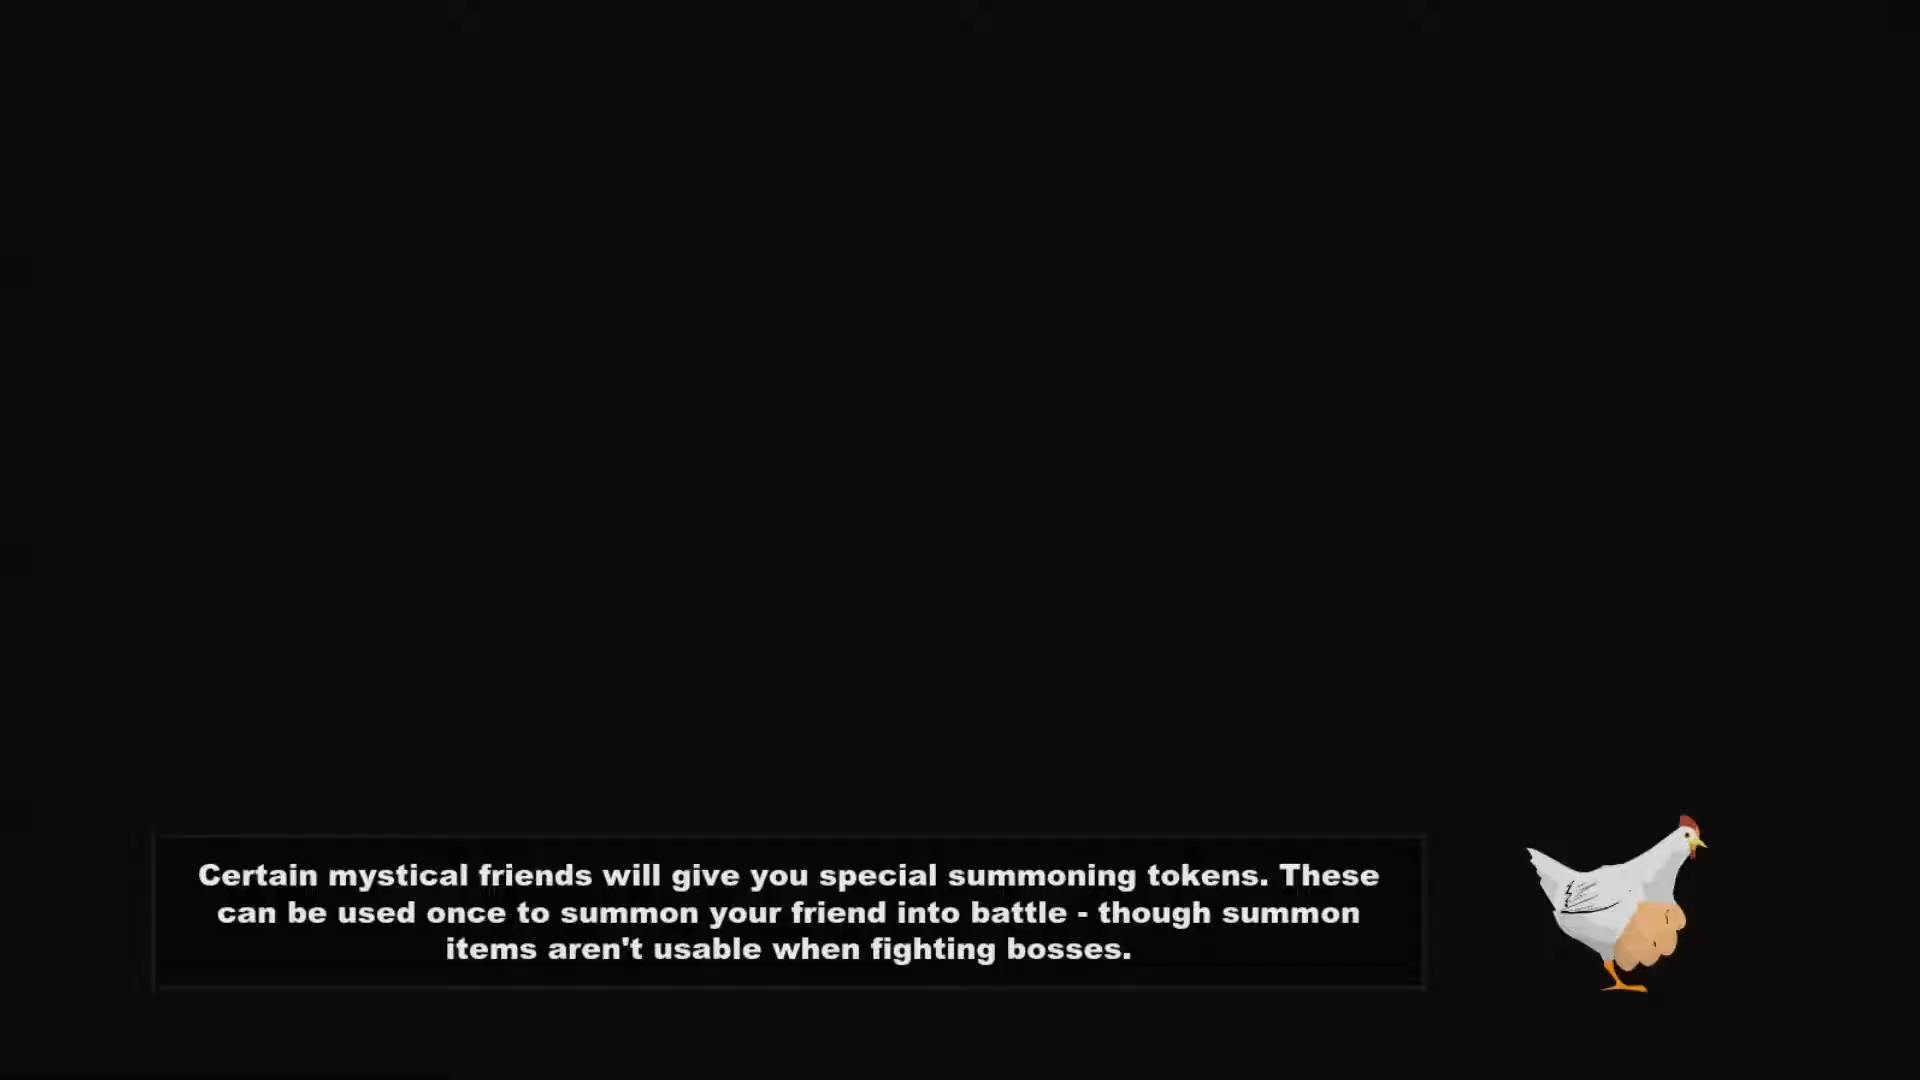 Certain mystical friends will give you special summoning tokens. These
can be used once to summon your friend into battle - though summon
items aren't usable when fighting bosses.